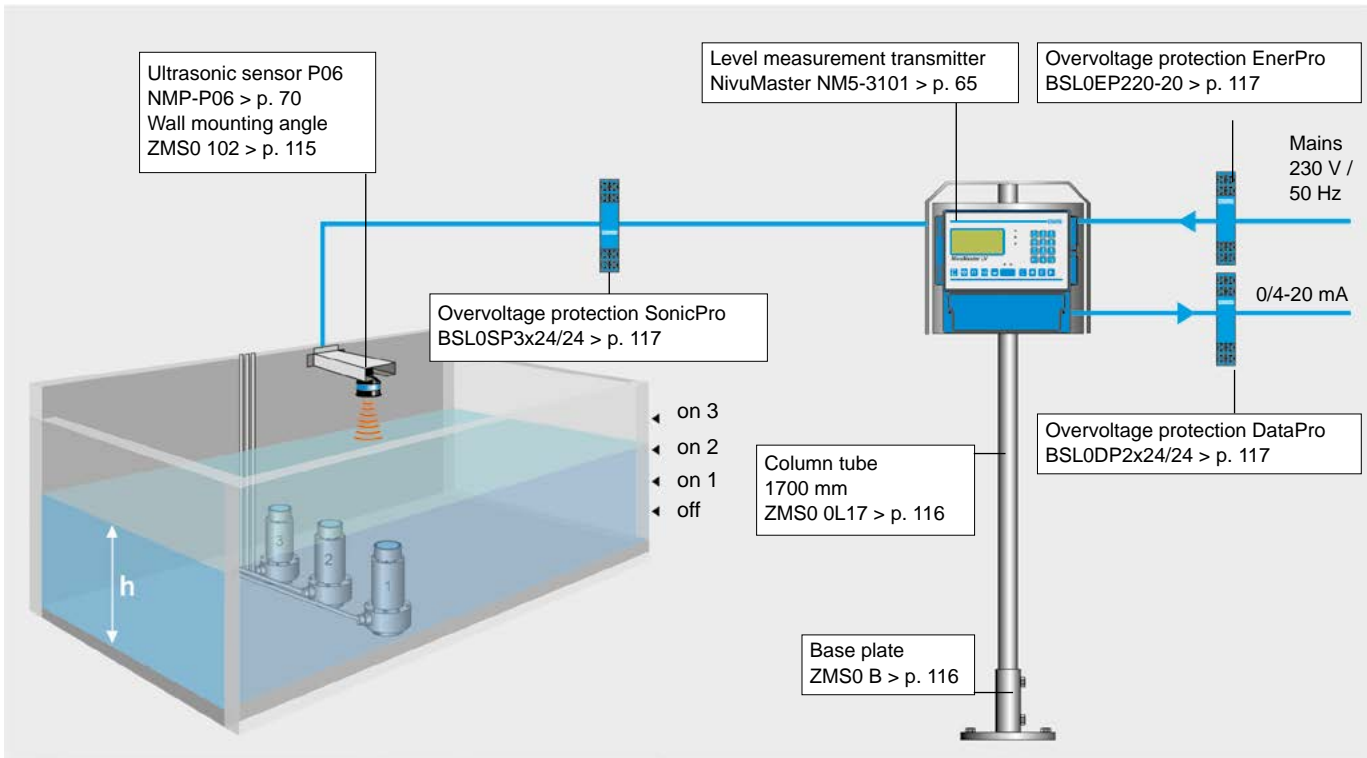 Ultrasonic sensor P06
NMP-P06 > p. 70
Wall mounting angle
ZMS0 102 > p. 115
Level measurement transmitter
NivuMaster NM5-3101 > p. 65
Overvoltage protection EnerPro
BSL0EP220-20 > p. 117
Mains
230 V /
50 Hz
NivuMaster
Overvoltage protection SonicPro
BSL0SP3x24/24 > p. 117
0/4-20 mA
on 3
on 2
on 1
off
Overvoltage protection DataPro
BSL0DP2x24/24 > p. 117
Column tube
1700 mm
ZMS0 0L17 > p. 116
3
2
1
h
Base plate
ZMS0 B > p. 116